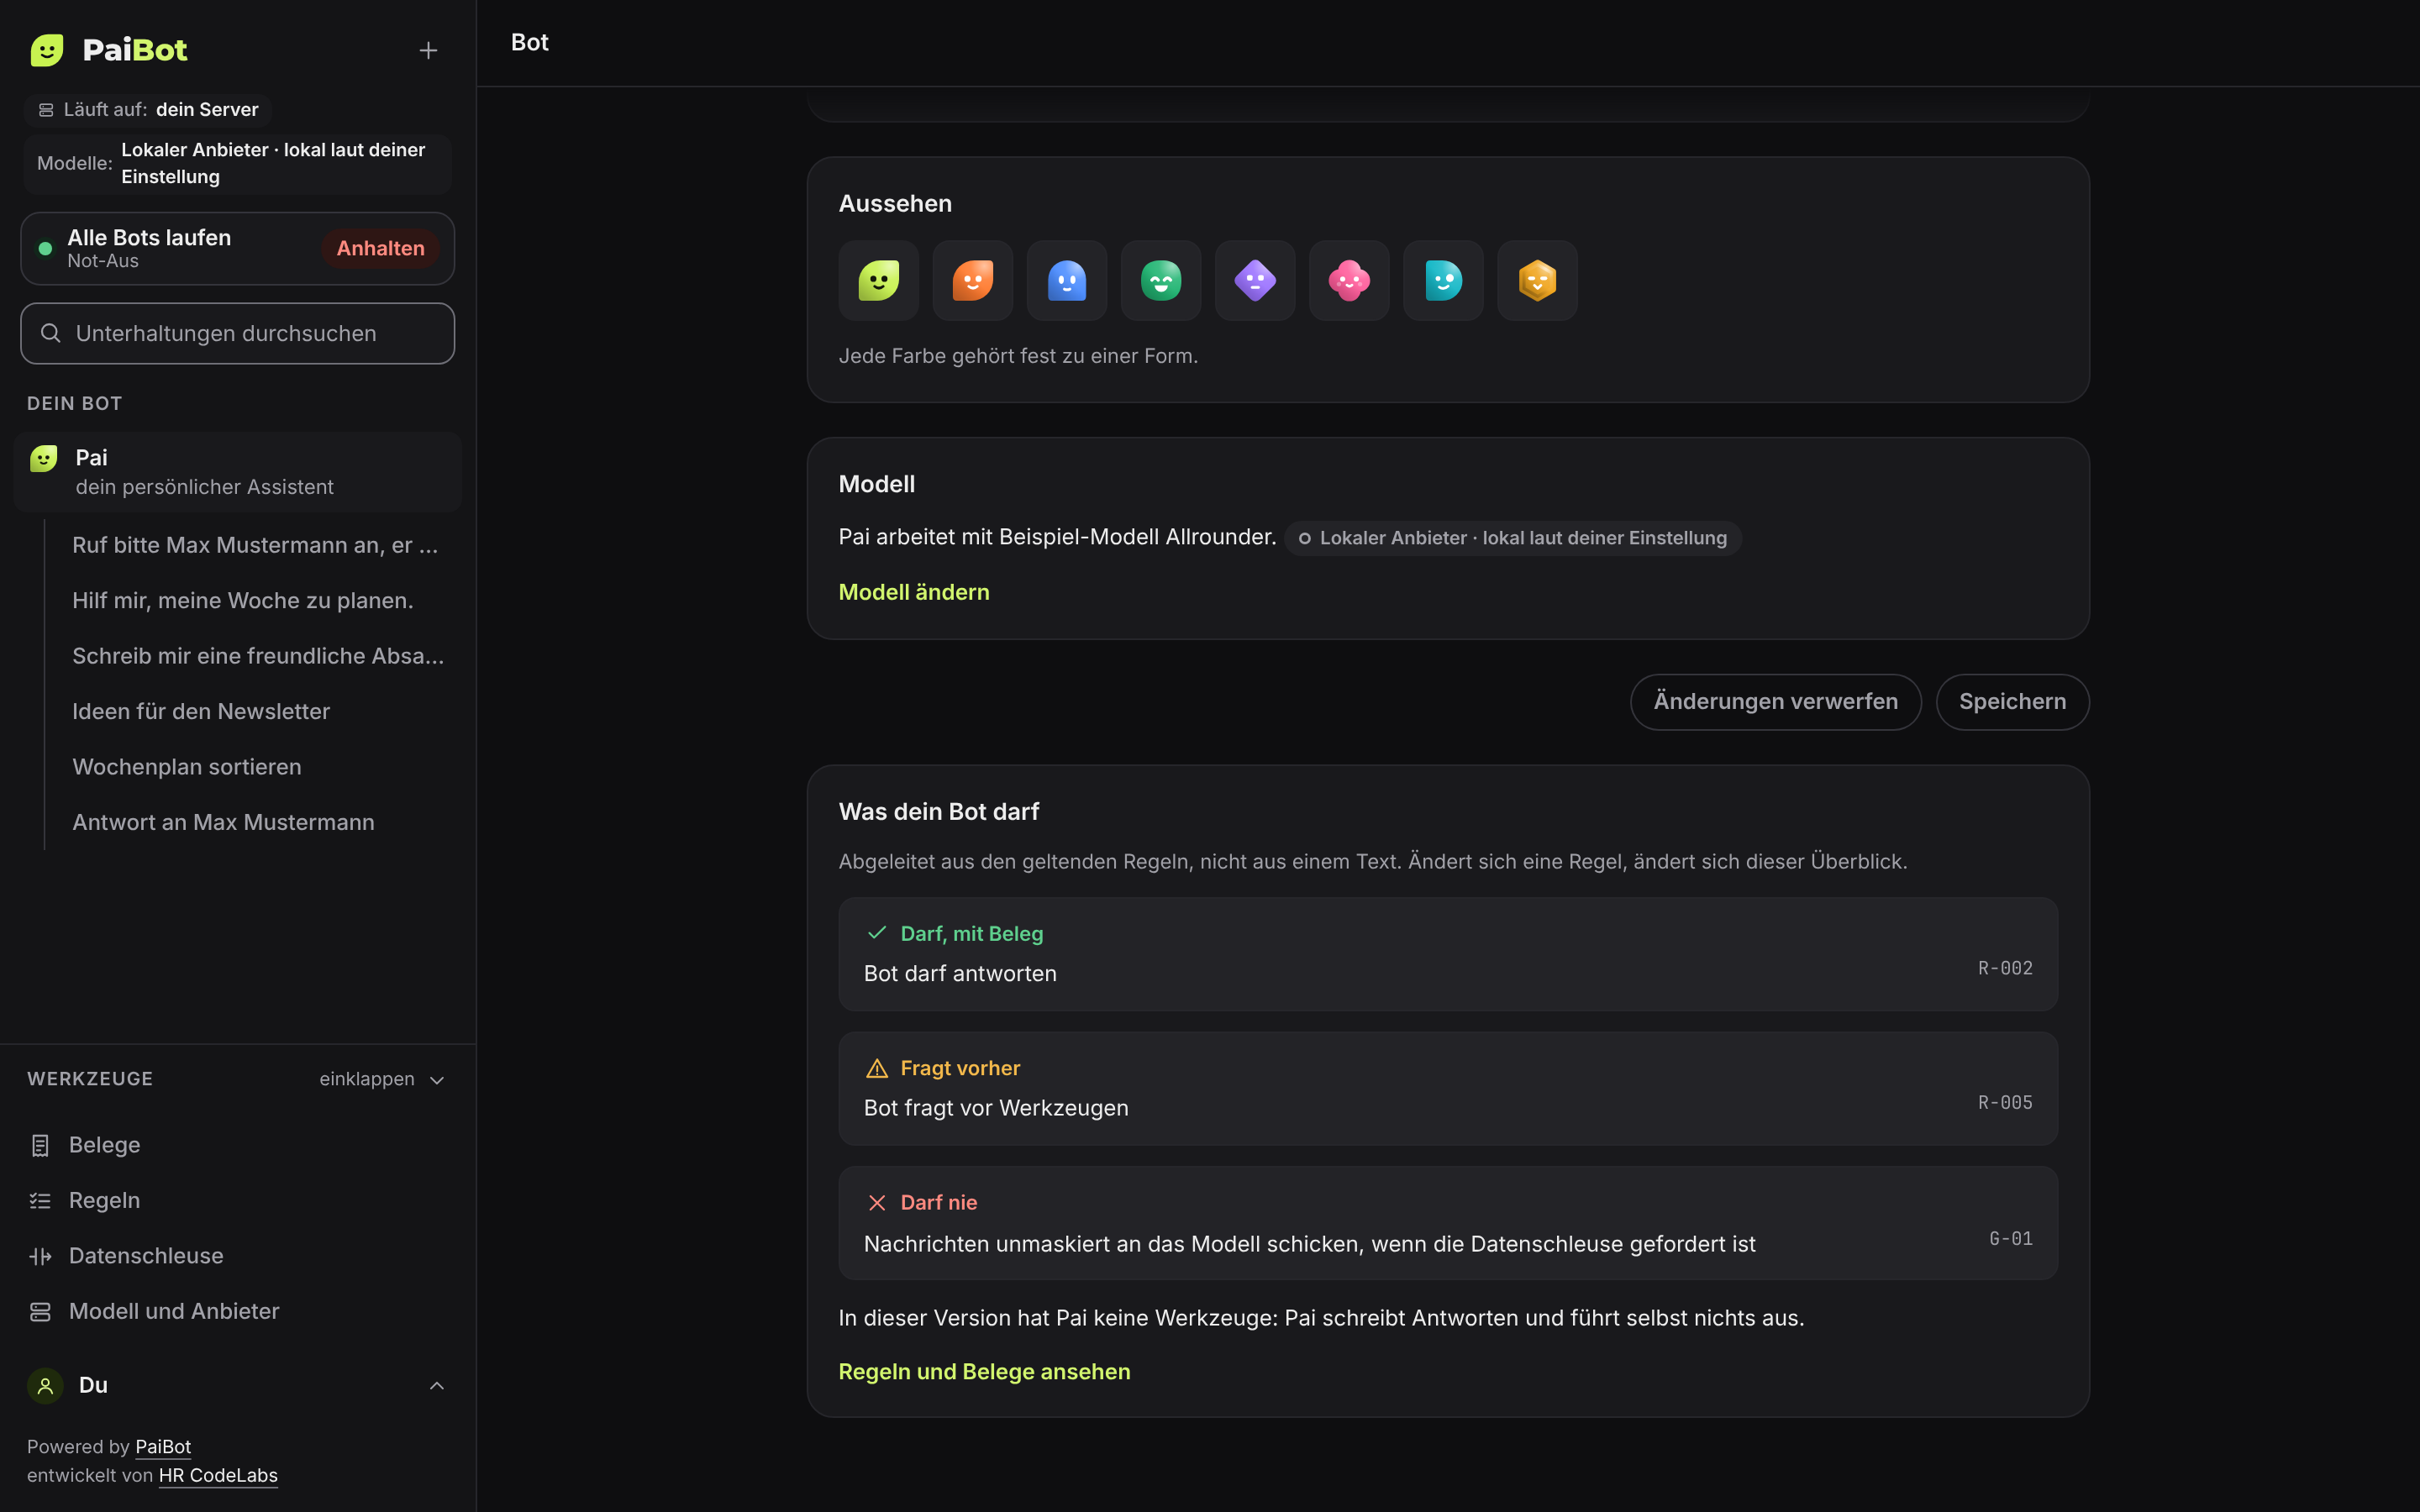 PaiBot
Läuft auf: dein Server
Modelle: Lokaler Anbieter · lokal laut deiner
Einstellung
Alle Bots laufen
Not-Aus
Anhalten
Unterhaltungen durchsuchen
DEIN BOT
Pai
dein persönlicher Assistent
Ruf bitte Max Mustermann an, er ...
Hilf mir, meine Woche zu planen.
Schreib mir eine freundliche Absa...
Ideen für den Newsletter
Wochenplan sortieren
Antwort an Max Mustermann
WERKZEUGE
einklappen
Belege
Regeln
Datenschleuse
Modell und Anbieter
Du
Powered by PaiBot
entwickelt von HR CodeLabs
Bot
Aussehen
Jede Farbe gehört fest zu einer Form.
Modell
Pai arbeitet mit Beispiel-Modell Allrounder. Lokaler Anbieter · lokal laut deiner Einstellung
Modell ändern
Änderungen verwerfen
Speichern
Was dein Bot darf
Abgeleitet aus den geltenden Regeln, nicht aus einem Text. Ändert sich eine Regel, ändert sich dieser Überblick.
Darf, mit Beleg
Bot darf antworten
R-002
Fragt vorher
Bot fragt vor Werkzeugen
R-005
Darf nie
Nachrichten unmaskiert an das Modell schicken, wenn die Datenschleuse gefordert ist
G-01
In dieser Version hat Pai keine Werkzeuge: Pai schreibt Antworten und führt selbst nichts aus.
Regeln und Belege ansehen